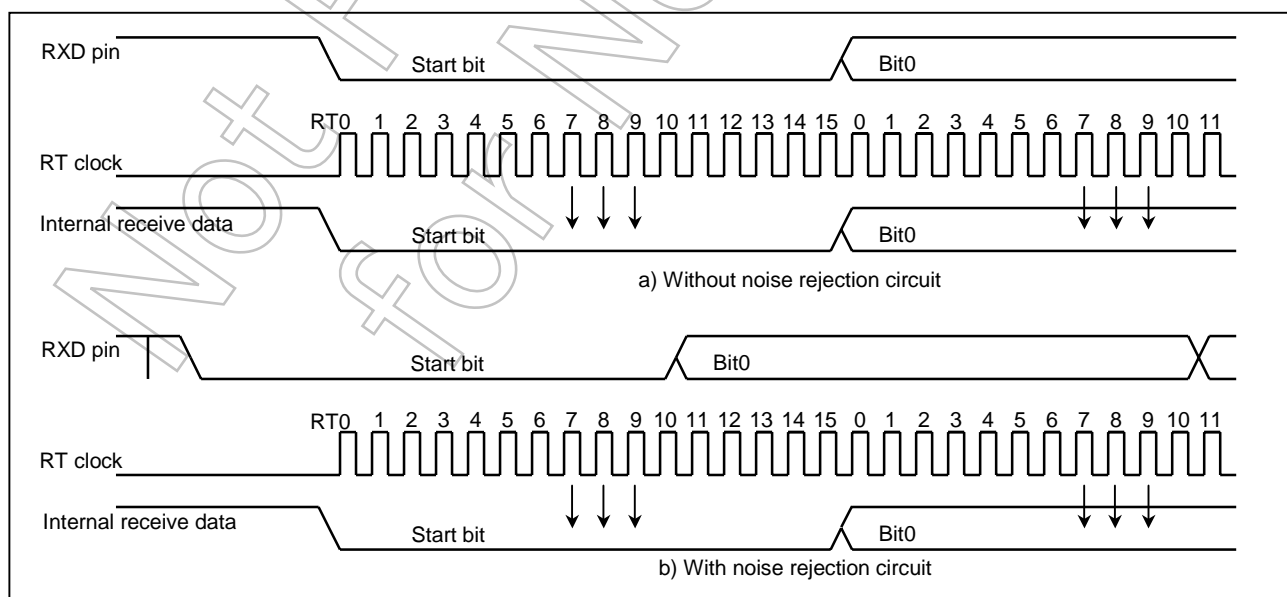 RXD pin
Start bit
Bit0
RT0 1 2 3 4 5 6 7 8 9 10 11 12 13 14 15 0 1 2 3 4 5 6 7 8 9 10 11
RT clock
Internal receive data
Start bit
Bit0
a) Without noise rejection circuit
RXD pin
Start bit
Bit0
RT0 1 2 3 4 5 6 7 8 9 10 11 12 13 14 15 0 1 2 3 4 5 6 7 8 9 10 11
RT clock
Internal receive data
Start bit
Bit0
b) With noise rejection circuit
Not
for